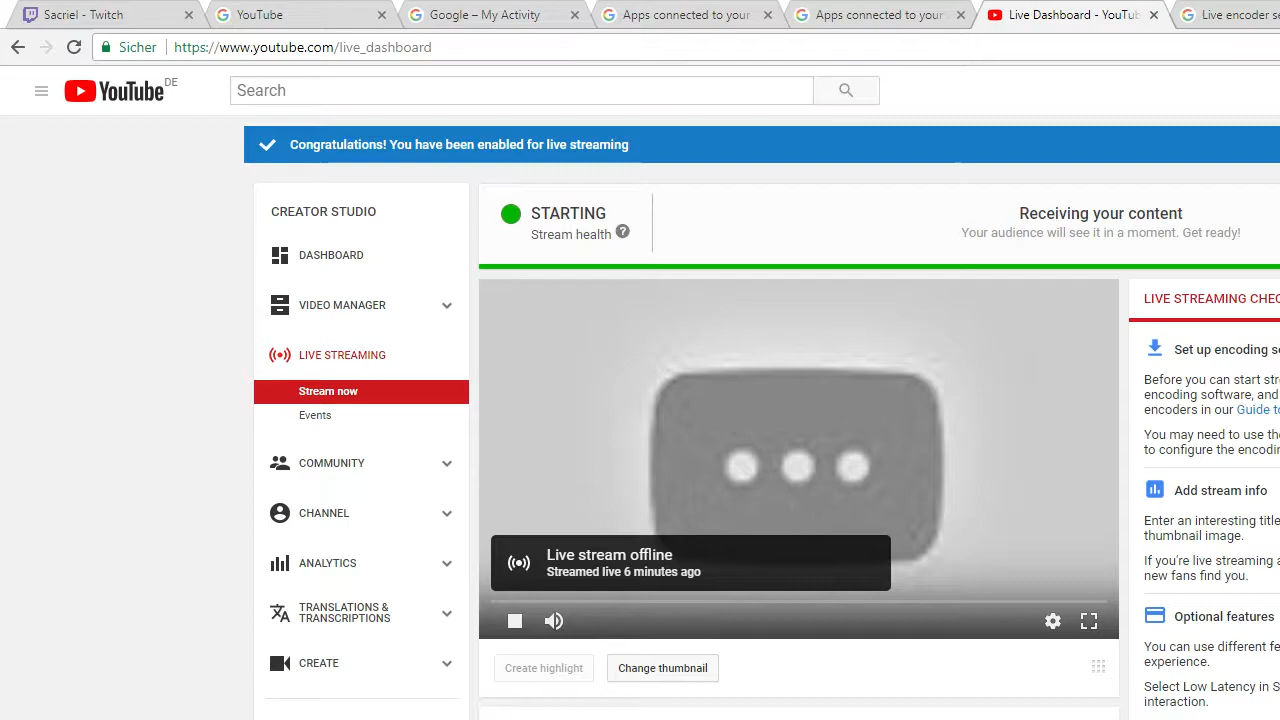 Sacriel - Twitch
YouTube
Google – My Activity
Apps connected to your
Apps connected to your
Live Dashboard - YouTub
Live encoder s
Sicher
https://www.youtube.com/live_dashboard
YouTube DE
Search
Congratulations! You have been enabled for live streaming
CREATOR STUDIO
DASHBOARD
VIDEO MANAGER
LIVE STREAMING
Stream now
Events
COMMUNITY
CHANNEL
ANALYTICS
TRANSLATIONS &
TRANSCRIPTIONS
CREATE
STARTING
Stream health ?
Receiving your content
Your audience will see it in a moment. Get ready!
Live stream offline
Streamed live 6 minutes ago
Create highlight
Change thumbnail
LIVE STREAMING CHEC
Set up encoding so
Before you can start str
encoding software, and
encoders in our Guide to
You may need to use the
to configure the encodin
Add stream info
Enter an interesting title
thumbnail image.
If you're live streaming a
new fans find you.
Optional features
You can use different fe
experience.
Select Low Latency in S
interaction.